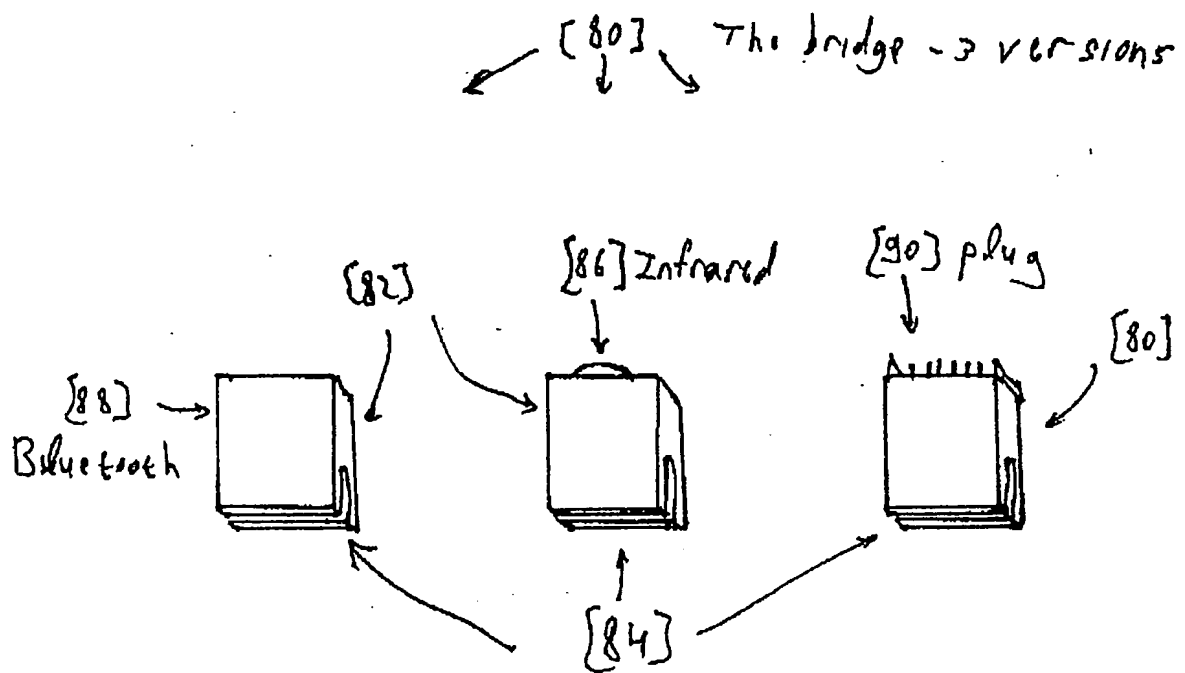 [80] The bridge - 3 versions
[82] [86] Infrared [90] plug
[80]
[88]
Bluetooth
[84]